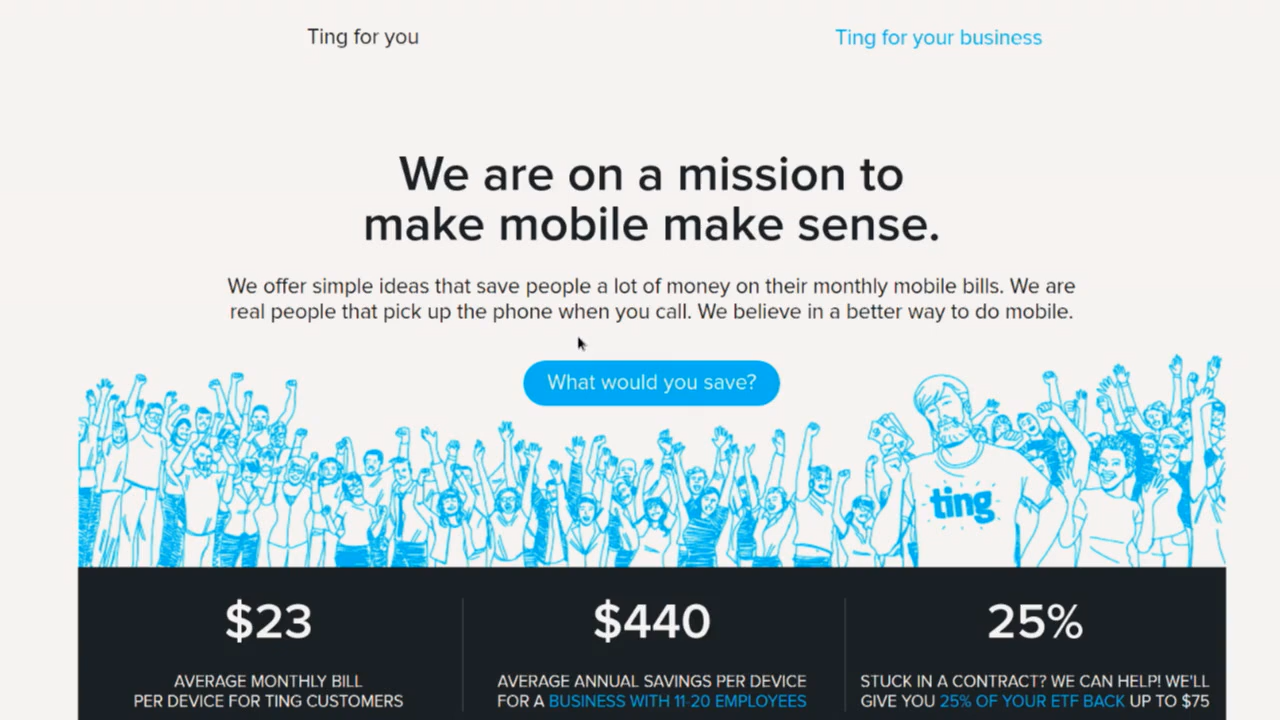 Ting for you
Ting for your business
We are on a mission to
make mobile make sense.
We offer simple ideas that save people a lot of money on their monthly mobile bills. We are
real people that pick up the phone when you call. We believe in a better way to do mobile.
What would you save?
ting
$23
AVERAGE MONTHLY BILL
PER DEVICE FOR TING CUSTOMERS
$440
AVERAGE ANNUAL SAVINGS PER DEVICE
FOR A BUSINESS WITH 11-20 EMPLOYEES
25%
STUCK IN A CONTRACT? WE CAN HELP! WE'LL
GIVE YOU 25% OF YOUR ETF BACK UP TO $75